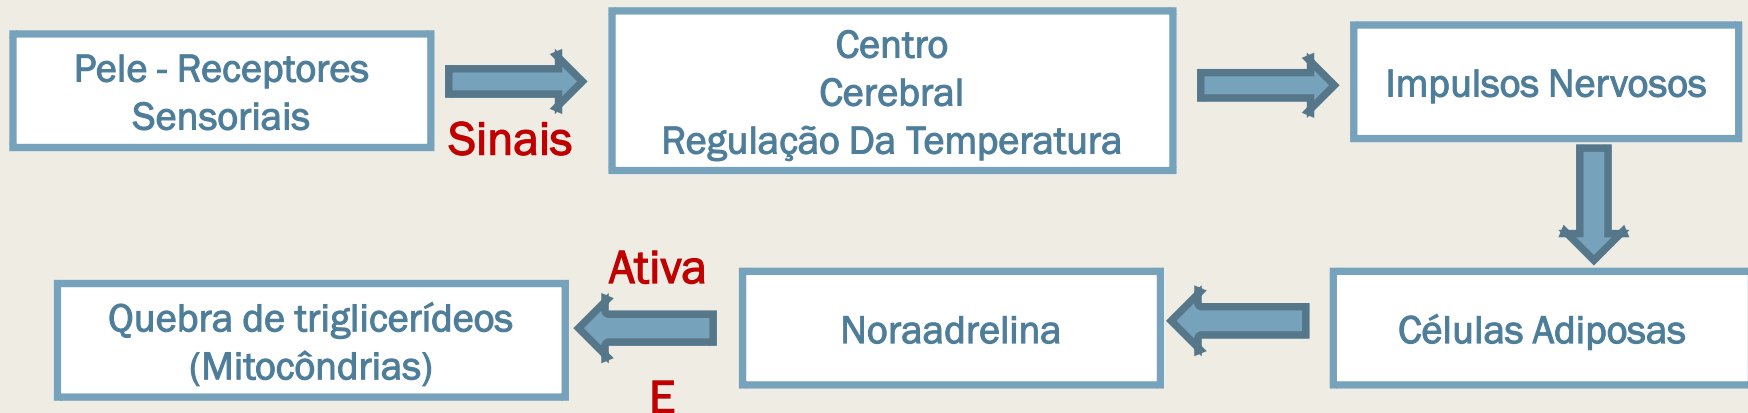 Pele - Receptores
Sensoriais
Sinais
Centro
Cerebral
Regulação Da Temperatura
Impulsos Nervosos
Células Adiposas
Noraadrelina
Ativa
E
Quebra de triglicerídeos
(Mitocôndrias)